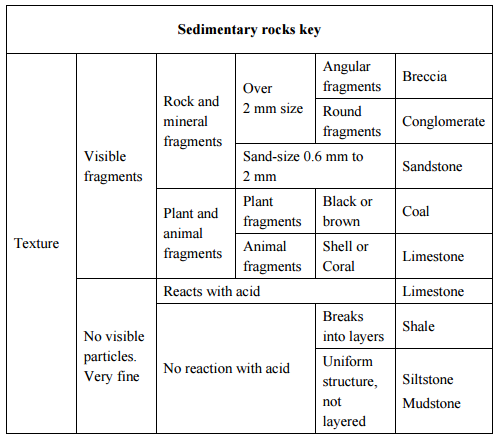 Sedimentary rocks key
Texture
Visible
fragments
Rock and
mineral
fragments
Over
2 mm size
Angular
fragments
Breccia
Round
fragments
Conglomerate
Sand-size 0.6 mm to
2 mm
Sandstone
Plant and
animal
fragments
Plant
fragments
Black or
brown
Coal
Animal
fragments
Shell or
Coral
Limestone
No visible
particles.
Very fine
Reacts with acid
Limestone
No reaction with acid
Breaks
into layers
Shale
Uniform
structure,
not
layered
Siltstone
Mudstone